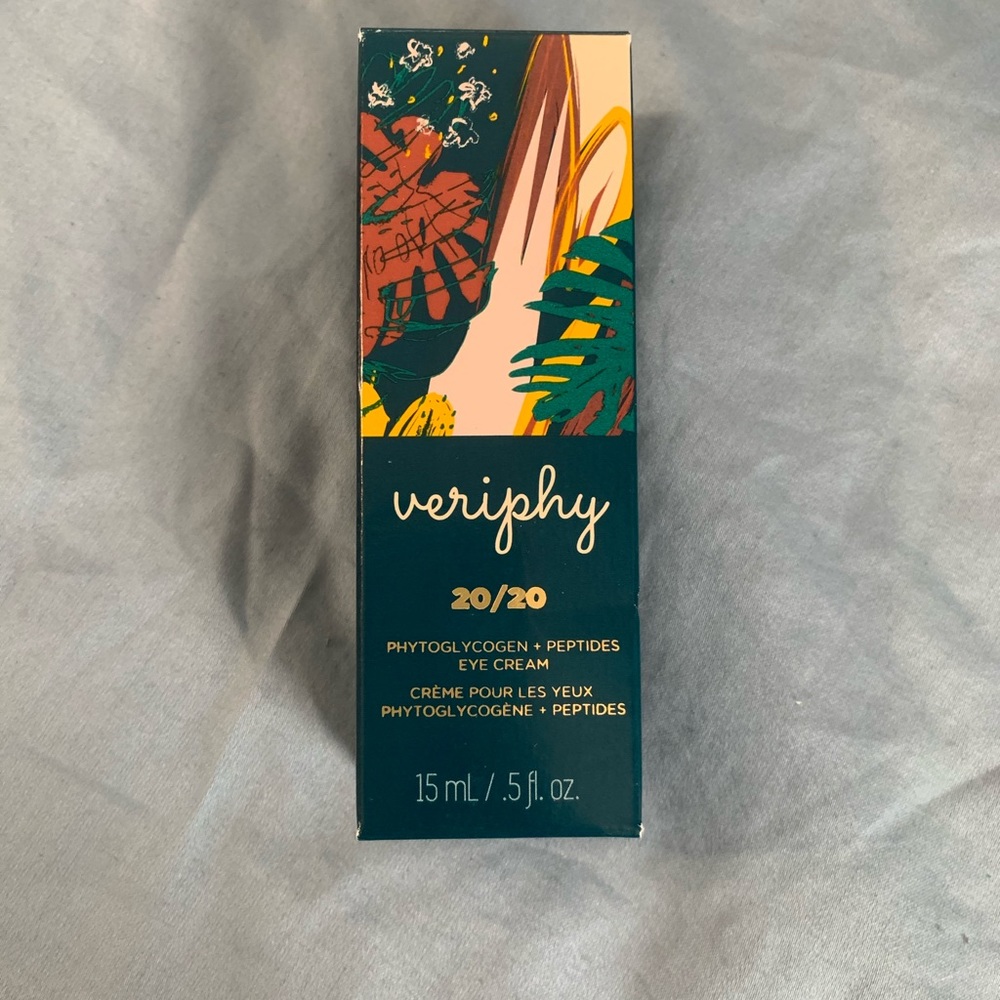 veriphy
20/20
PHYTOGLYCOGEN + PEPTIDES
EYE CREAM
CRÈME POUR LES YEUX
PHYTOGLYCOGÈNE + PEPTIDES
15 mL / .5 fl. oz.